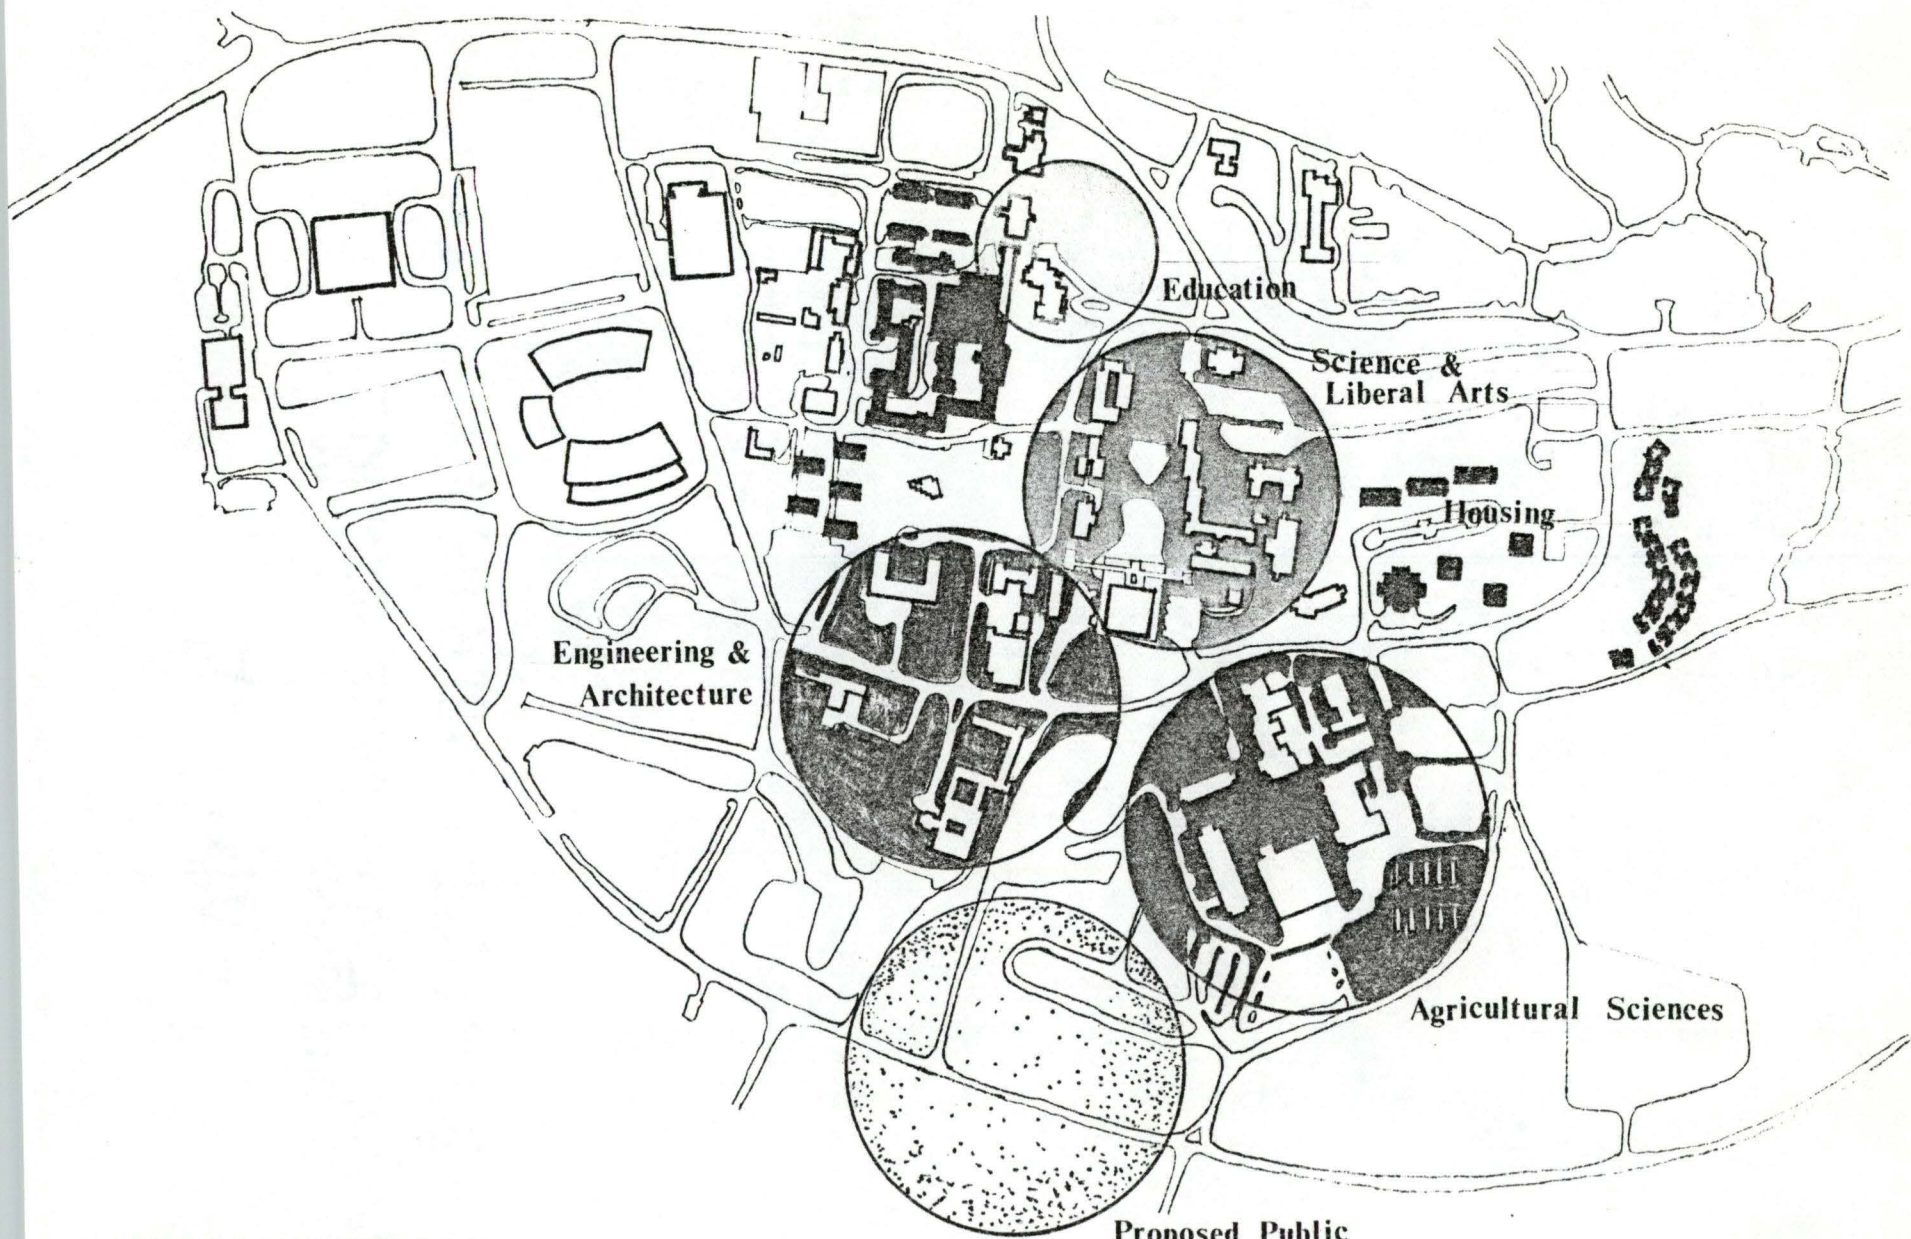 Education
Science &
Liberal Arts
Housing
Engineering &
Architecture
Agricultural Sciences
Proposed Public